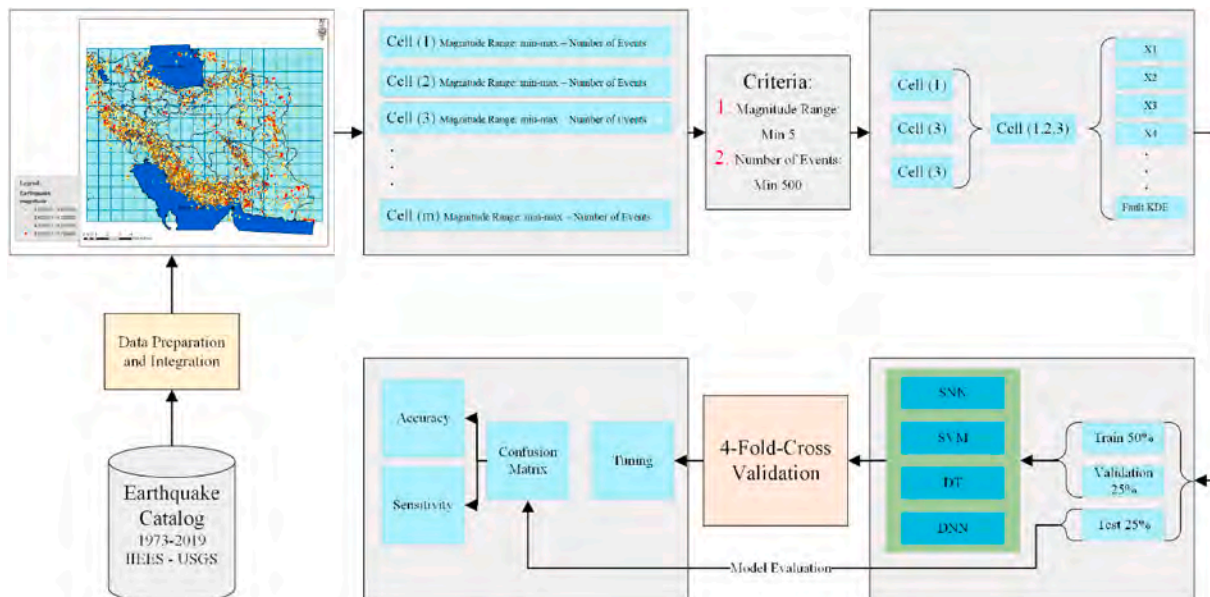 Legend
Earthquake
magnitude
Cell (1) Magnitude Range: min-max – Number of Events
Cell (2) Magnitude Range: min-max – Number of Events
Cell (3) Magnitude Range: min-max – Number of Events
.
.
.
Cell (m) Magnitude Range: min-max – Number of Events
Criteria:
1. Magnitude Range:
Min 5
2. Number of Events:
Min 500
Cell (1)
Cell (3)
Cell (3)
Cell (1,2,3)
X1
X2
X3
X4
.
.
.
Fault KDE
Data Preparation
and Integration
Earthquake
Catalog
1973-2019
IIEES - USGS
Accuracy
Sensitivity
Confusion
Matrix
Tuning
4-Fold-Cross
Validation
SNN
SVM
DT
DNN
Train 50%
Validation
25%
Test 25%
Model Evaluation